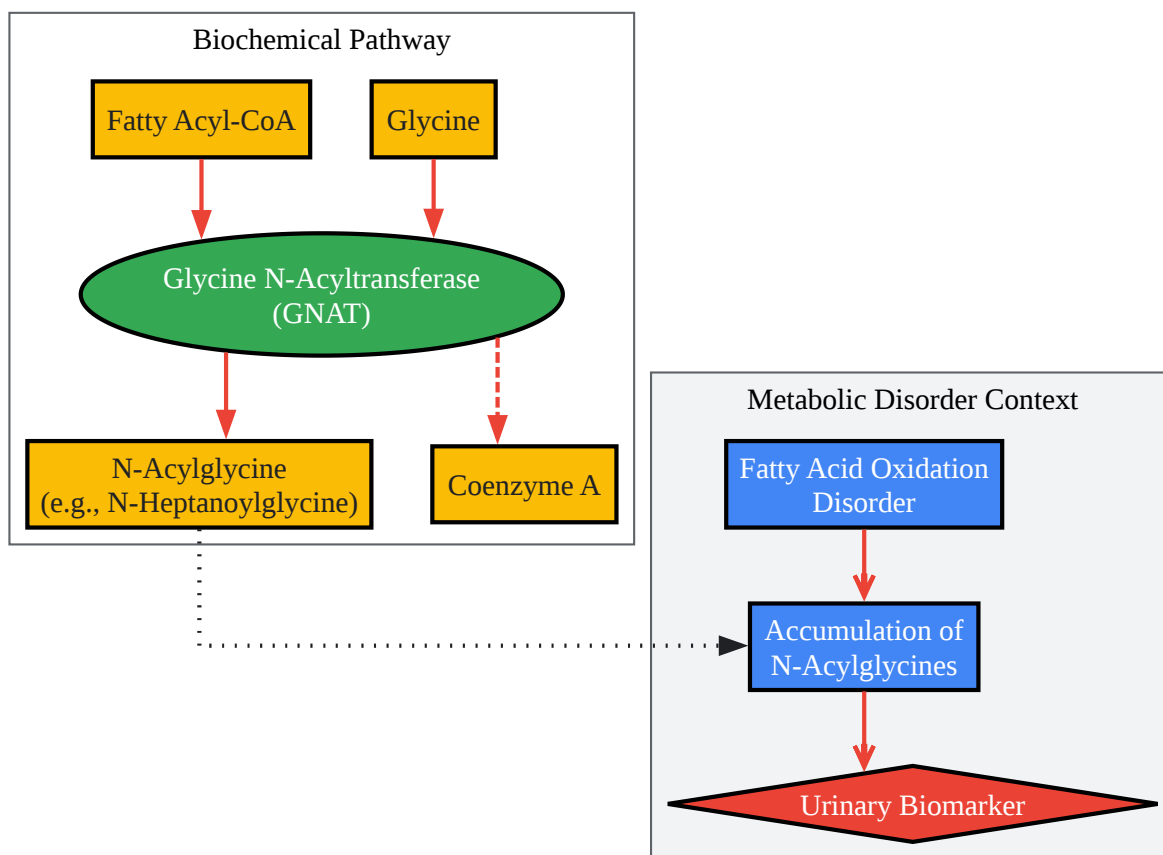 Biochemical Pathway
Fatty Acyl-CoA
Glycine
Glycine N-Acyltransferase
(GNAT)
N-Acylglycine
(e.g., N-Heptanoylglycine)
Coenzyme A
Metabolic Disorder Context
Fatty Acid Oxidation
Disorder
Accumulation of
N-Acylglycines
Urinary Biomarker